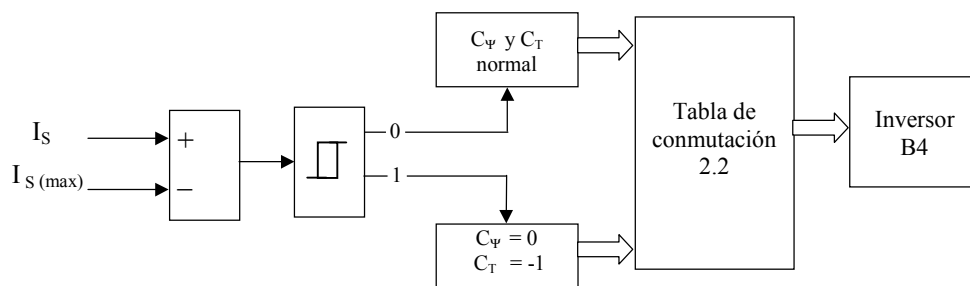 I_S
I_S (max)
+
−
0
1
C_Ψ y C_T
normal
C_Ψ = 0
C_T = -1
Tabla de
conmutación
2.2
Inversor
B4